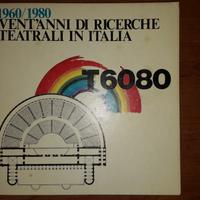 1960/1980
VENT'ANNI DI RICERCHE
TEATRALI IN ITALIA
T6080